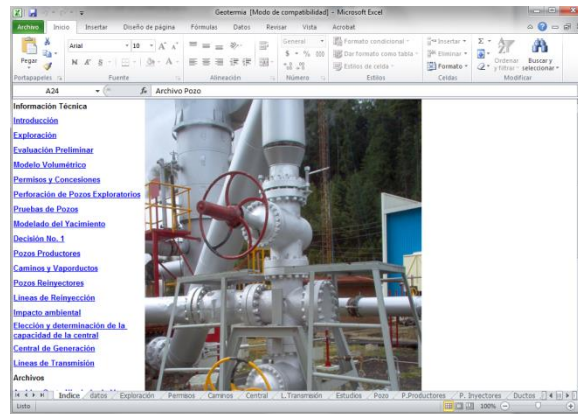 Geotermia [Modo de compatibilidad] - Microsoft Excel
Archivo Inicio Insertar Diseño de página Fórmulas Datos Revisar Vista Acrobat
Arial 10 General Formato condicional Insertar
Pegar Dar formato como tabla Eliminar Ordenar y filtrar Buscar y seleccionar
N K S Estilos de celda Formato
Portapapeles Fuente Alineación Número Estilos Celdas Modificar
A24 fx Archivo Pozo
Información Técnica
Introducción
Exploración
Evaluación Preliminar
Modelo Volumétrico
Permisos y Concesiones
Perforación de Pozos Exploratorios
Pruebas de Pozos
Modelado del Yacimiento
Decisión No. 1
Pozos Productores
Caminos y Vaporductos
Pozos Reinyectores
Líneas de Reinyección
Impacto ambiental
Elección y determinación de la
capacidad de la central
Central de Generación
Líneas de Transmisión
Archivos
Indice datos Exploración Permisos Caminos Central L.Transmisión Estudios Pozo P.Productores P. Inyectores Ductos
Listo 100%